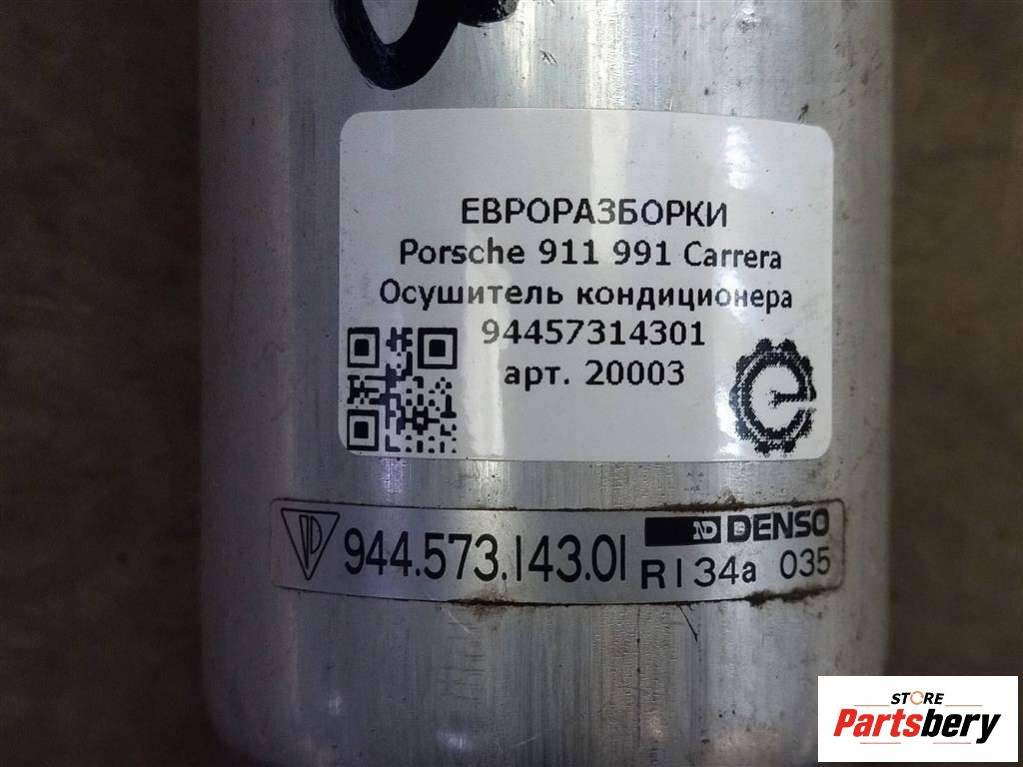 ЕВРОРАЗБОРКИ
Porsche 911 991 Carrera
Осушитель кондиционера
94457314301
арт. 20003
944.573.143.01
ND DENSO
R134a 035
STORE
Partsbery